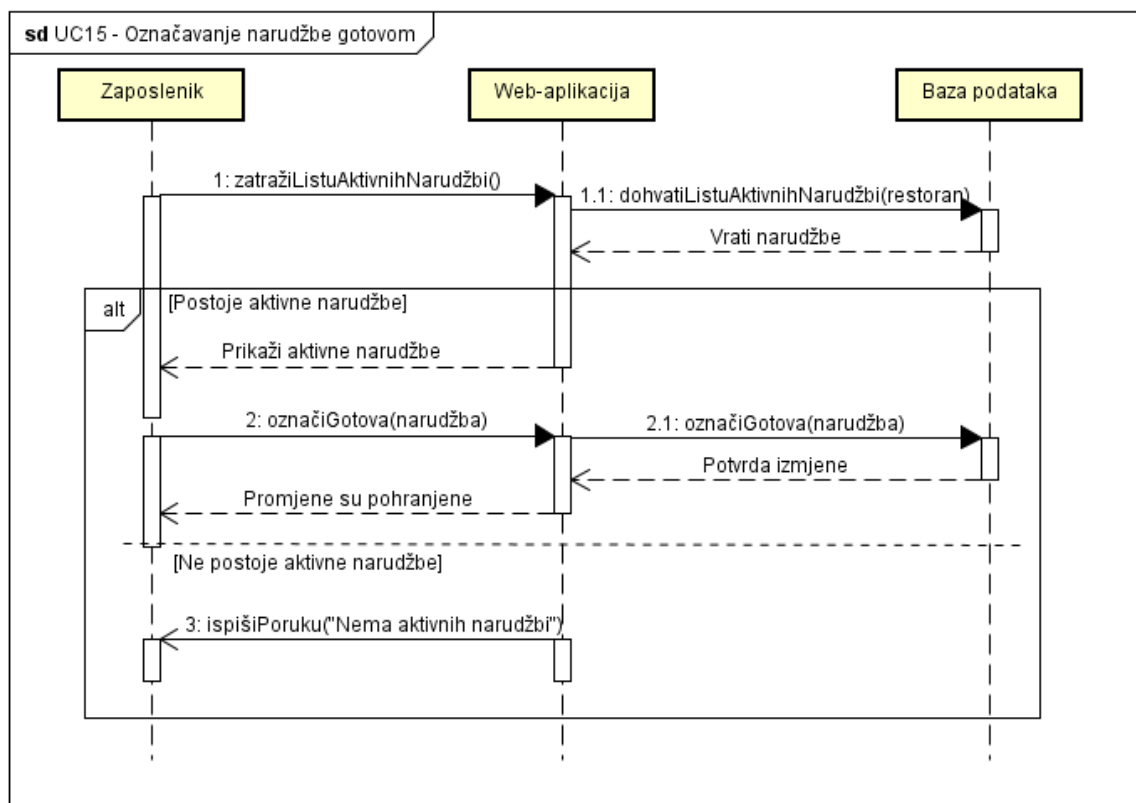 sd UC15 - Označavanje narudžbe gotovom
Zaposlenik
Web-aplikacija
Baza podataka
1: zatražiListuAktivnihNarudžbi()
1.1: dohvatiListuAktivnihNarudžbi(restoran)
Vrati narudžbe
alt
[Postoje aktivne narudžbe]
Prikaži aktivne narudžbe
2: označiGotova(narudžba)
2.1: označiGotova(narudžba)
Potvrda izmjene
Promjene su pohranjene
[Ne postoje aktivne narudžbe]
3: ispišiPoruku("Nema aktivnih narudžbi")